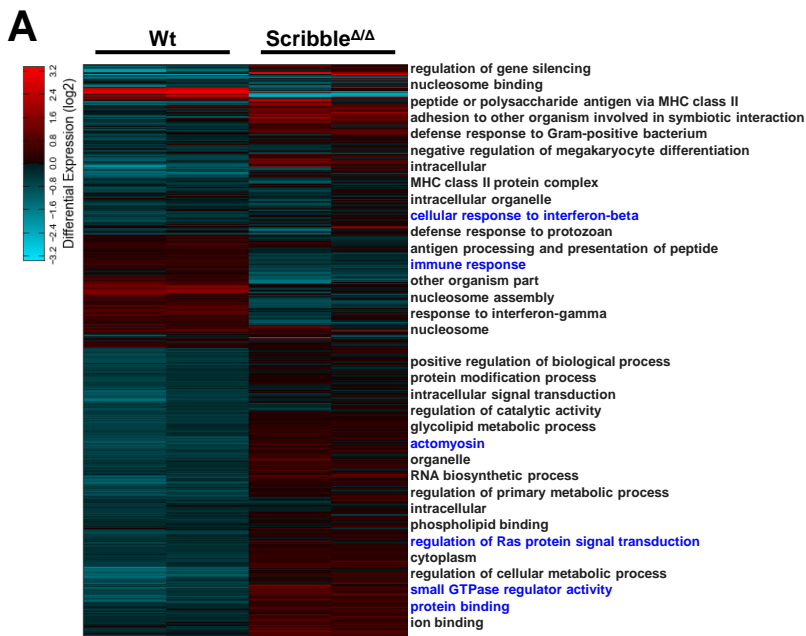 A
Wt
Scribble^Δ/Δ
3.2
2.4
1.6
0.8
0.0
−0.8
−1.6
−2.4
−3.2
Differential Expression (log2)
regulation of gene silencing
nucleosome binding
peptide or polysaccharide antigen via MHC class II
adhesion to other organism involved in symbiotic interaction
defense response to Gram-positive bacterium
negative regulation of megakaryocyte differentiation
intracellular
MHC class II protein complex
intracellular organelle
cellular response to interferon-beta
defense response to protozoan
antigen processing and presentation of peptide
immune response
other organism part
nucleosome assembly
response to interferon-gamma
nucleosome
positive regulation of biological process
protein modification process
intracellular signal transduction
regulation of catalytic activity
glycolipid metabolic process
actomyosin
organelle
RNA biosynthetic process
regulation of primary metabolic process
intracellular
phospholipid binding
regulation of Ras protein signal transduction
cytoplasm
regulation of cellular metabolic process
small GTPase regulator activity
protein binding
ion binding